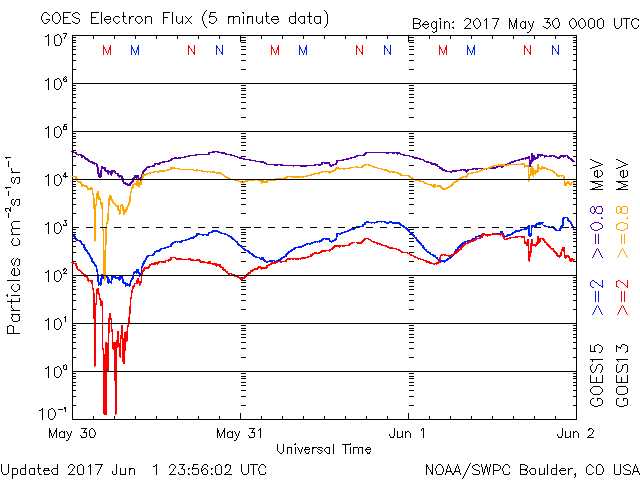 GOES Electron Flux (5 minute data)
Begin: 2017 May 30 0000 UTC
M M N N M M N N M M N N
10⁷
10⁶
10⁵
10⁴
10³
10²
10¹
10⁰
10⁻¹
Particles cm⁻²s⁻¹sr⁻¹
May 30 May 31 Jun 1 Jun 2
Universal Time
GOES15 >=2 >=0.8 MeV
GOES13 >=2 >=0.8 MeV
Updated 2017 Jun 1 23:56:02 UTC
NOAA/SWPC Boulder, CO USA